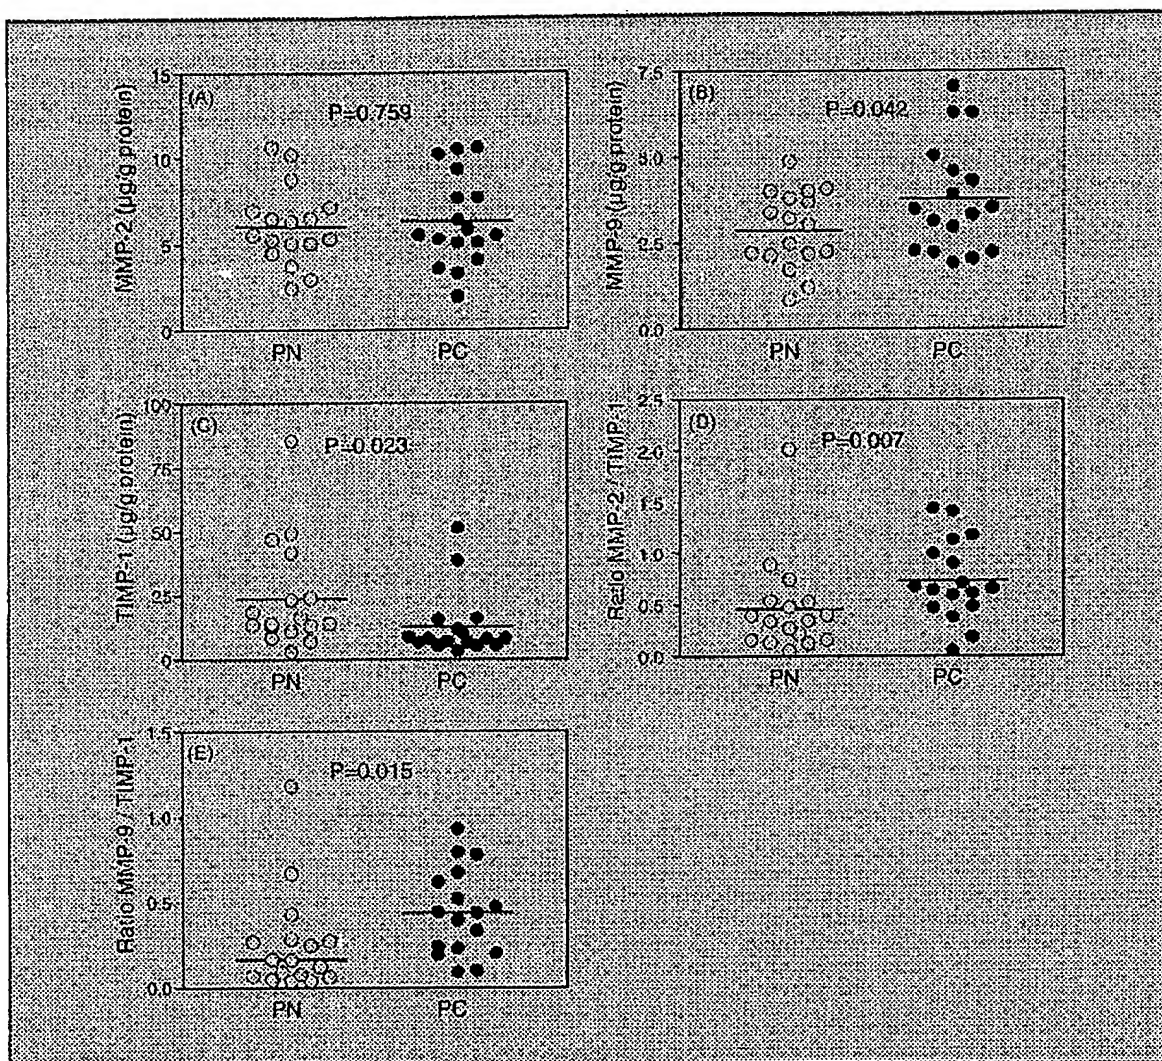 15
(A)
P=0.759
10
5
0
MMP-2 (µg/g protein)
PN
PC
7.5
(B)
P=0.042
5.0
2.5
0.0
MMP-9 (µg/g protein)
PN
PC
100
(C)
P=0.023
75
50
25
0
TIMP-1 (µg/g protein)
PN
PC
2.5
(D)
P=0.007
2.0
1.5
1.0
0.5
0.0
Ratio MMP-2 / TIMP-1
PN
PC
1.5
(E)
P=0.015
1.0
0.5
0.0
Ratio MMP-9 / TIMP-1
PN
PC